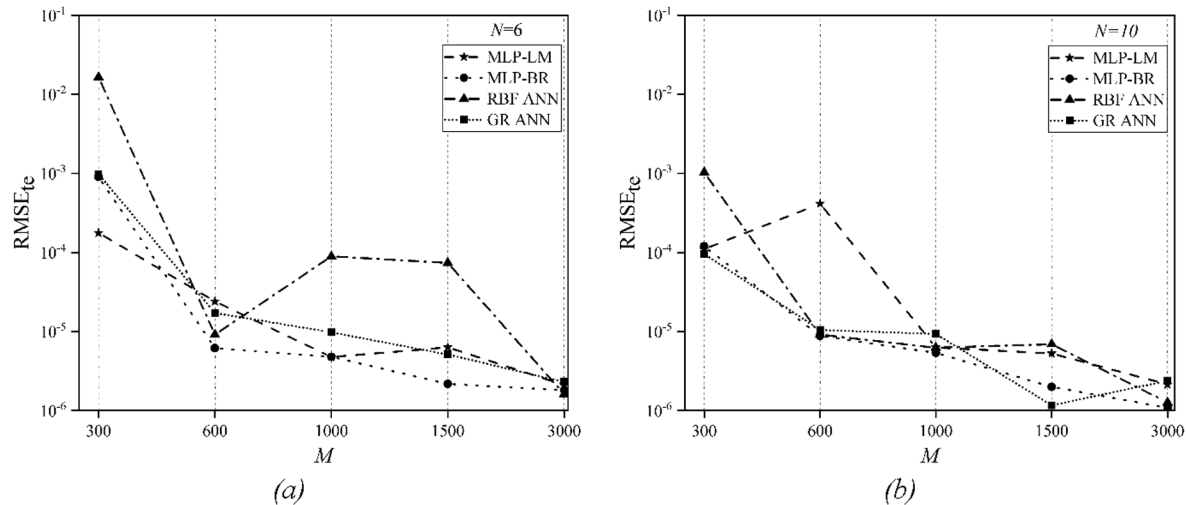 N=6
MLP-LM
MLP-BR
RBF ANN
GR ANN
10⁻¹
10⁻²
10⁻³
10⁻⁴
10⁻⁵
10⁻⁶
RMSEte
300 600 1000 1500 3000
M
(a)
N=10
MLP-LM
MLP-BR
RBF ANN
GR ANN
10⁻¹
10⁻²
10⁻³
10⁻⁴
10⁻⁵
10⁻⁶
RMSEte
300 600 1000 1500 3000
M
(b)